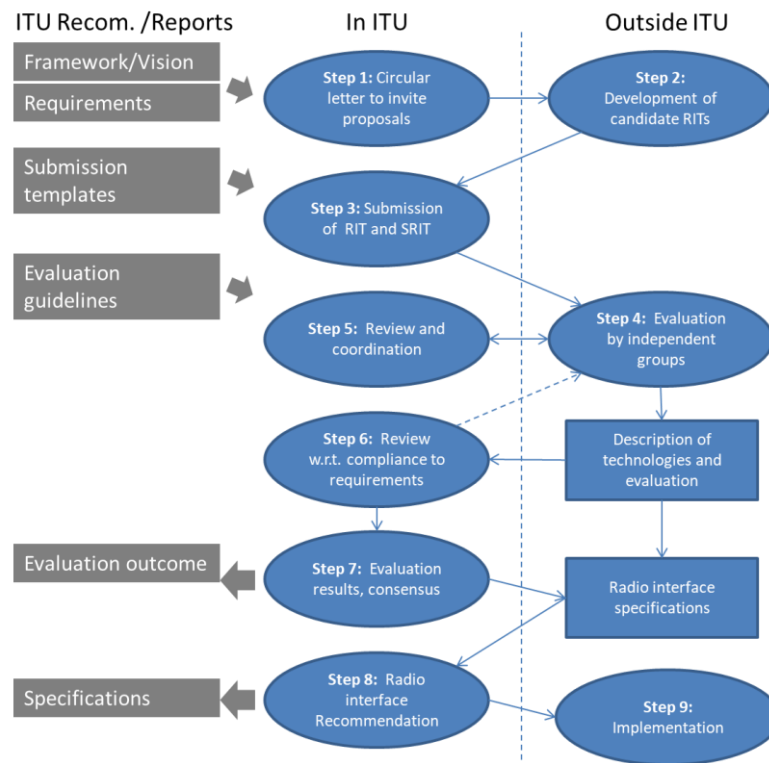 ITU Recom. /Reports
In ITU
Outside ITU
Framework/Vision
Requirements
Step 1: Circular
letter to invite
proposals
Step 2:
Development of
candidate RITs
Submission
templates
Step 3: Submission
of RIT and SRIT
Evaluation
guidelines
Step 5: Review and
coordination
Step 4: Evaluation
by independent
groups
Step 6: Review
w.r.t. compliance to
requirements
Description of
technologies and
evaluation
Evaluation outcome
Step 7: Evaluation
results, consensus
Radio interface
specifications
Specifications
Step 8: Radio
interface
Recommendation
Step 9:
Implementation